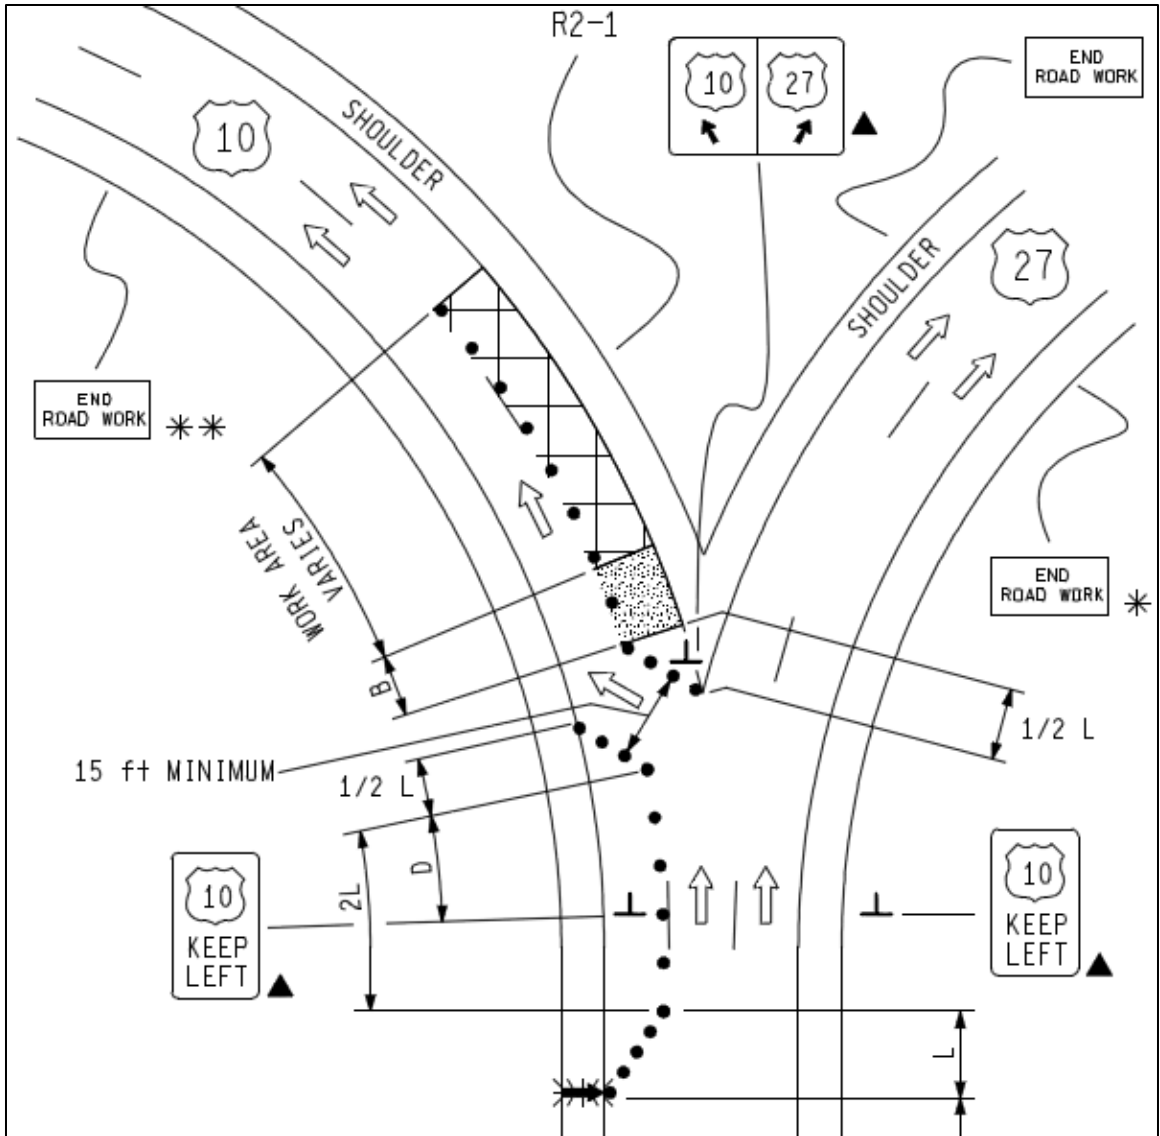 R2-1
10
27
END
ROAD WORK
10
SHOULDER
SHOULDER
27
END
ROAD WORK
**
WORK AREA
VARIES
END
ROAD WORK
*
B
1/2 L
15 ft MINIMUM
1/2 L
D
2L
10
KEEP
LEFT
10
KEEP
LEFT
L